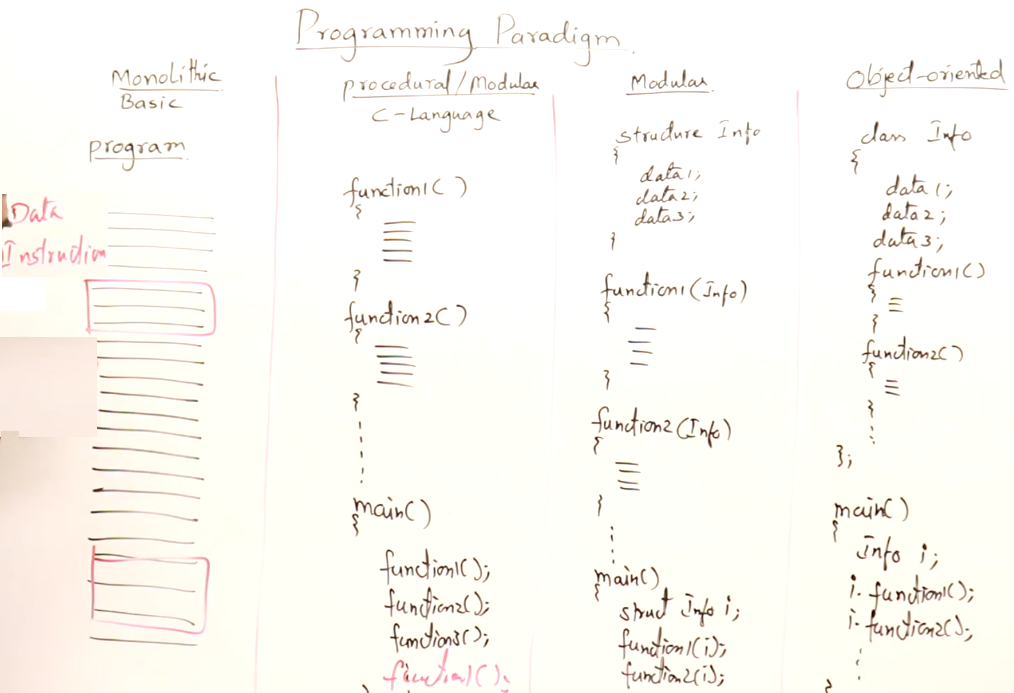 Programming Paradigm
Monolithic
Basic
program
Data
Instruction
procedural/Modular
C-Language
function1( )
{
}
function2( )
{
}
main( )
{
function1( );
function2( );
function3( );
function1( );
}
Modular
structure Info
{
data1;
data2;
data3;
}
function1(Info)
{
}
function2(Info)
{
}
main( )
{
struct Info i;
function1(i);
function2(i);
Object-oriented
class Info
{
data1;
data2;
data3;
function1( )
{
}
function2( )
{
}
};
main( )
{
Info i;
i. function1( );
i. function2( );
}